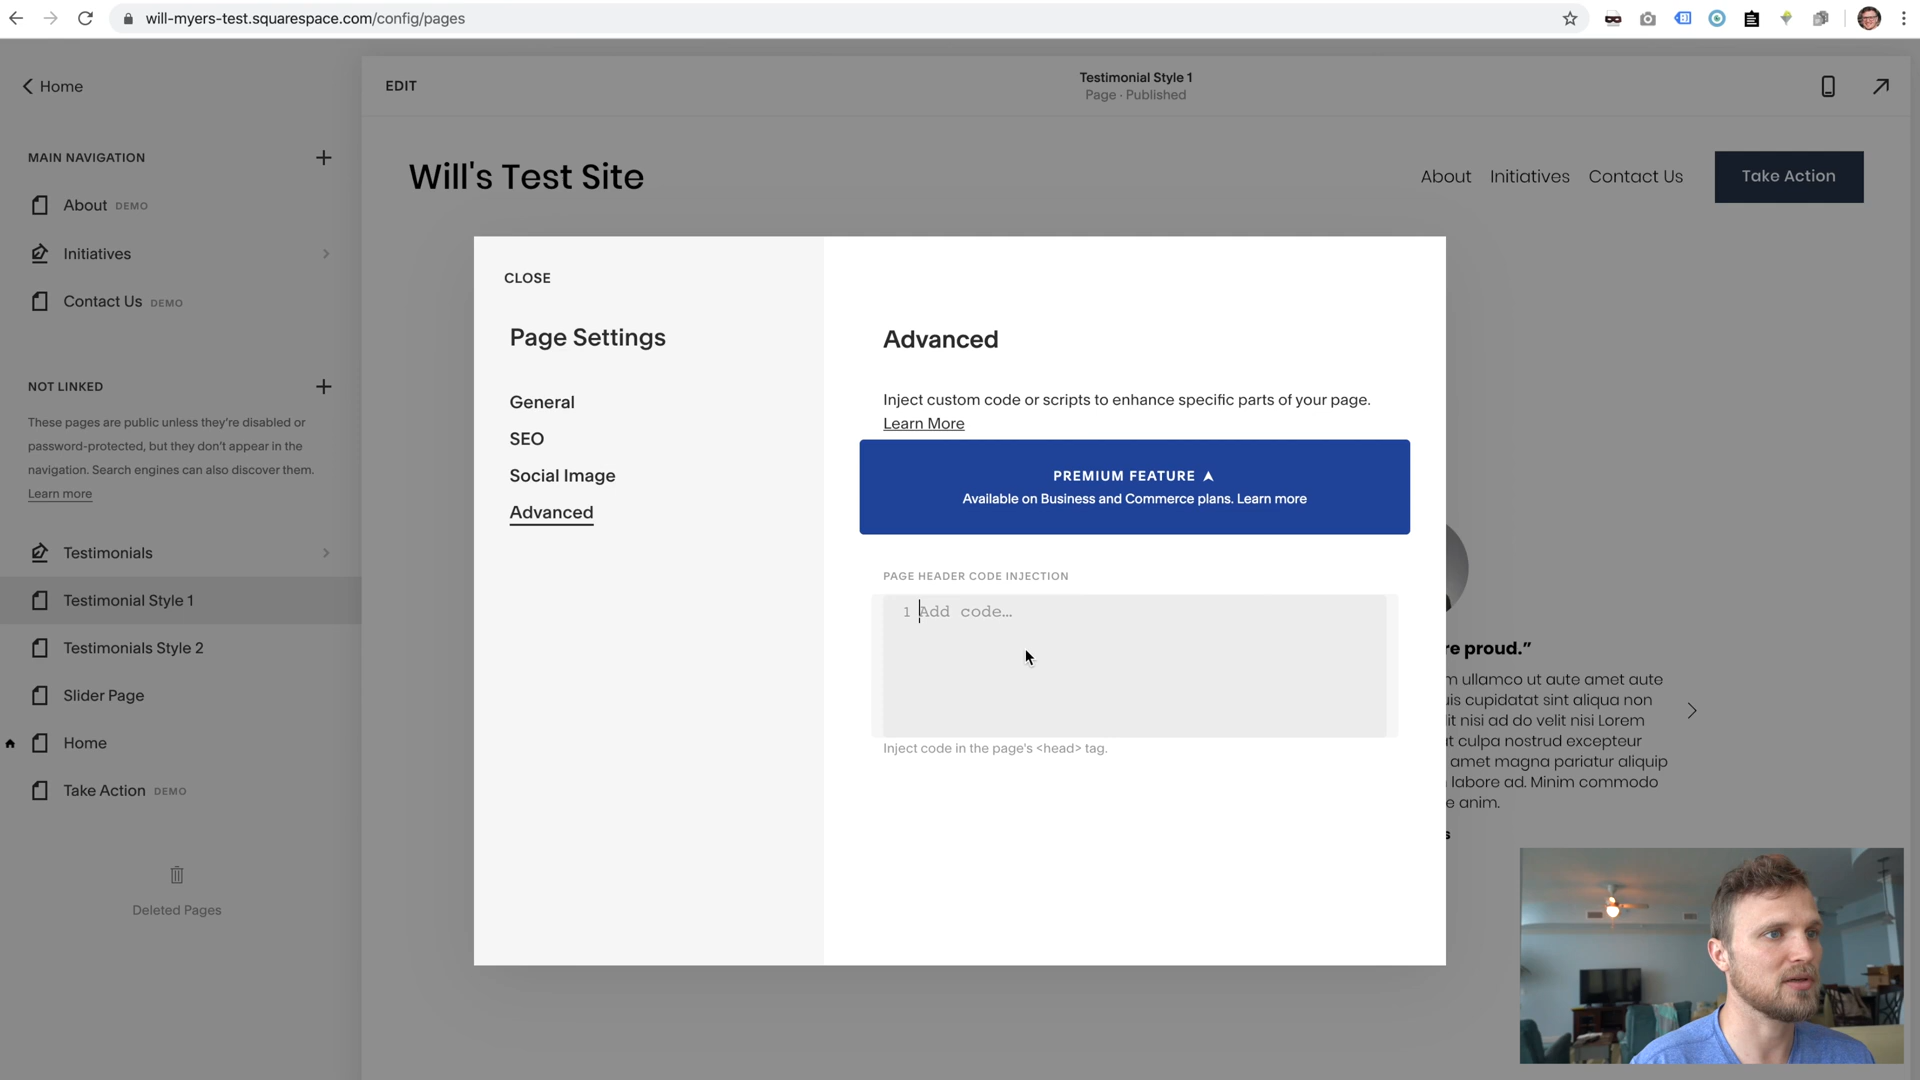 will-myers-test.squarespace.com/config/pages
Home
EDIT
Testimonial Style 1
Page · Published
MAIN NAVIGATION
About DEMO
Initiatives
Contact Us DEMO
NOT LINKED
These pages are public unless they're disabled or
password-protected, but they don't appear in the
navigation. Search engines can also discover them.
Learn more
Testimonials
Testimonial Style 1
Testimonials Style 2
Slider Page
Home
Take Action DEMO
Deleted Pages
Will's Test Site
About Initiatives Contact Us Take Action
CLOSE
Page Settings
General
SEO
Social Image
Advanced
Advanced
Inject custom code or scripts to enhance specific parts of your page.
Learn More
PREMIUM FEATURE
Available on Business and Commerce plans. Learn more
PAGE HEADER CODE INJECTION
1 Add code...
Inject code in the page's <head> tag.
re proud.”
m ullamco ut aute amet aute
uis cupidatat sint aliqua non
it nisi ad do velit nisi Lorem
t culpa nostrud excepteur
amet magna pariatur aliquip
labore ad. Minim commodo
e anim.
s